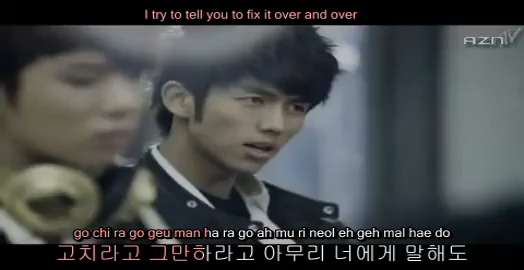 I try to tell you to fix it over and over
AZNTV
go chi ra go geu man ha ra go ah mu ri neol eh geh mal hae do
고치라고 그만하라고 아무리 너에게 말해도